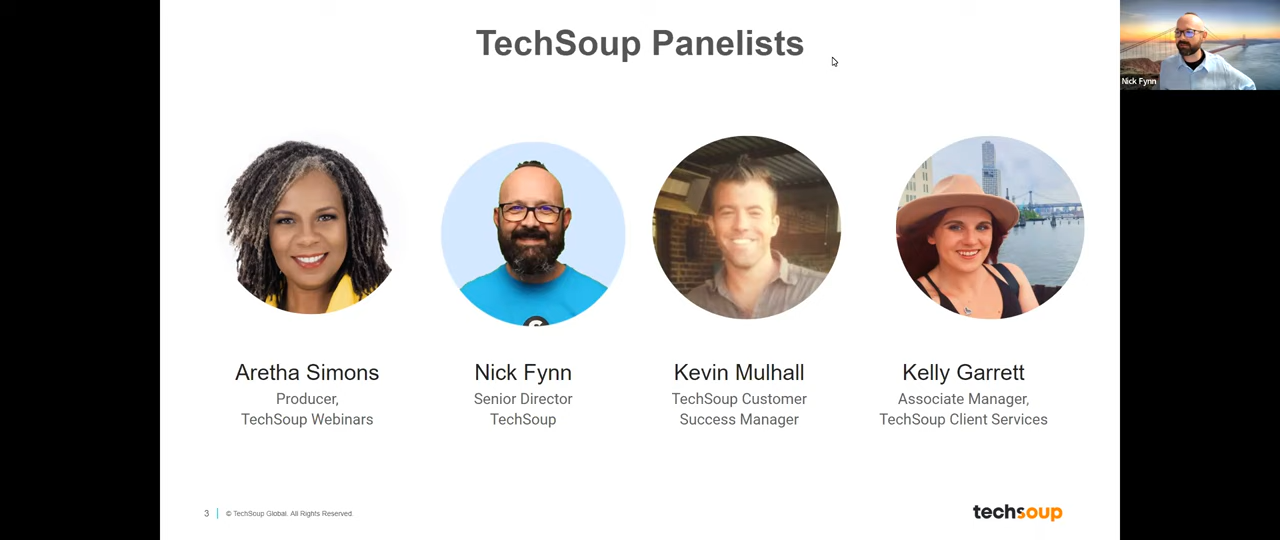 TechSoup Panelists
Nick Fynn
Aretha Simons
Producer,
TechSoup Webinars
Nick Fynn
Senior Director
TechSoup
Kevin Mulhall
TechSoup Customer
Success Manager
Kelly Garrett
Associate Manager,
TechSoup Client Services
3 | © TechSoup Global. All Rights Reserved.
techsoup